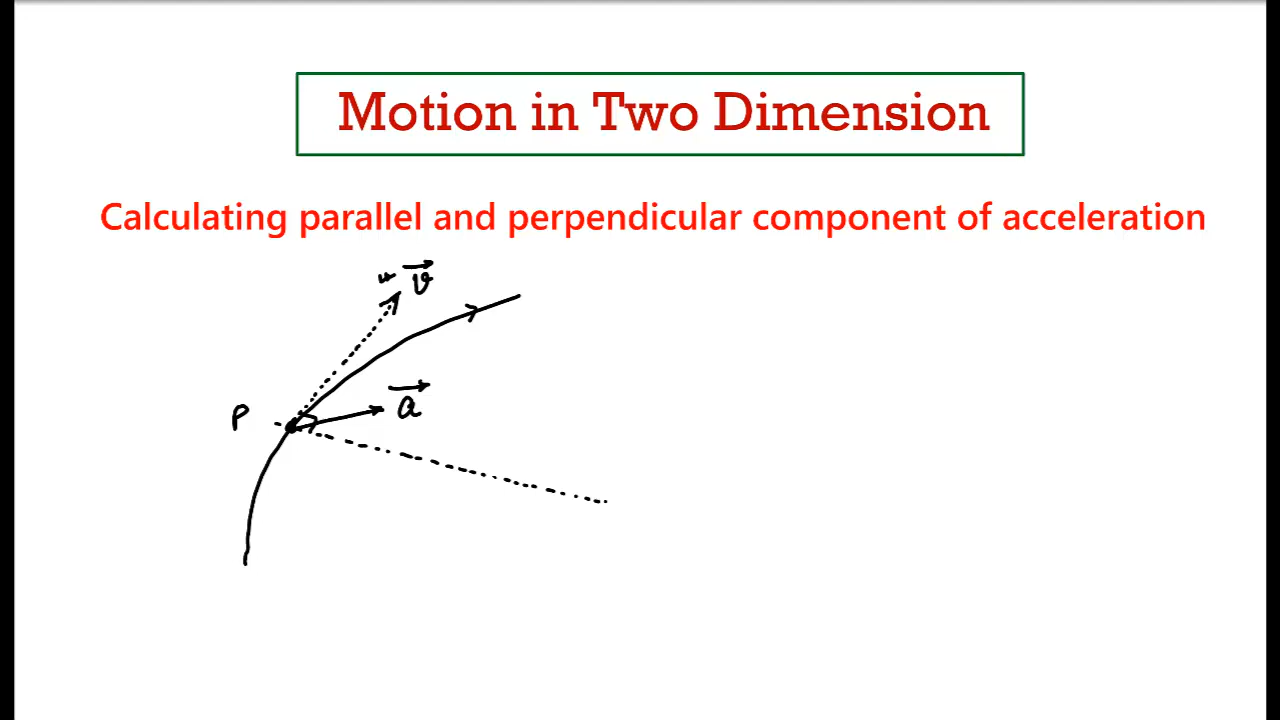 Motion in Two Dimension
Calculating parallel and perpendicular component of acceleration
v
a
P